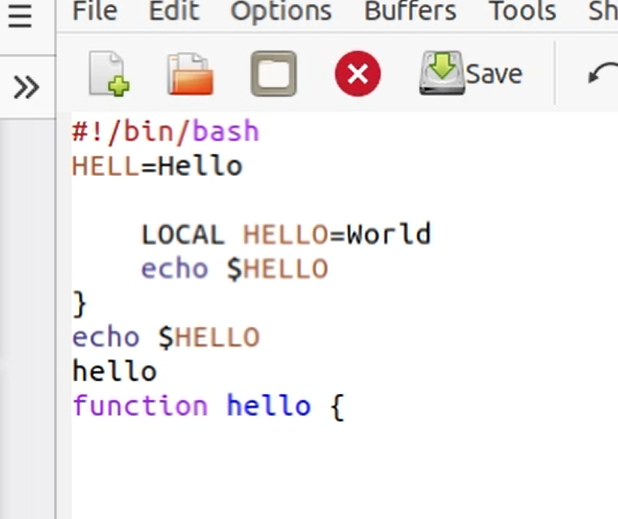 File Edit Options Buffers Tools Sh
Save
#!/bin/bash
HELL=Hello
    LOCAL HELLO=World
    echo $HELLO
}
echo $HELLO
hello
function hello {